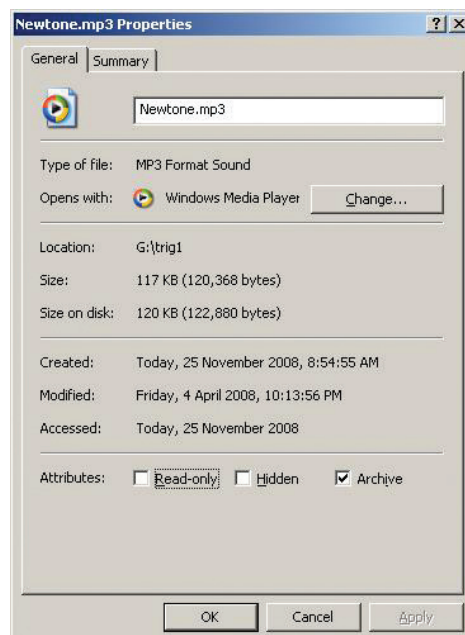 Newtone.mp3 Properties
General Summary
Newtone.mp3
Type of file: MP3 Format Sound
Opens with: Windows Media Player Change...
Location: G:\trig1
Size: 117 KB (120,368 bytes)
Size on disk: 120 KB (122,880 bytes)
Created: Today, 25 November 2008, 8:54:55 AM
Modified: Friday, 4 April 2008, 10:13:56 PM
Accessed: Today, 25 November 2008
Attributes: Read-only Hidden Archive
OK Cancel Apply